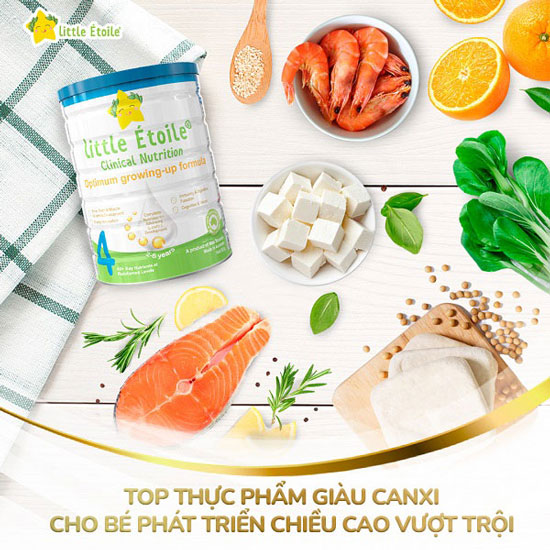 little Étoile®
little Étoile®
Clinical Nutrition
Optimum growing-up formula
4
years
TOP THỰC PHẨM GIÀU CANXI
CHO BÉ PHÁT TRIỂN CHIỀU CAO VƯỢT TRỘI